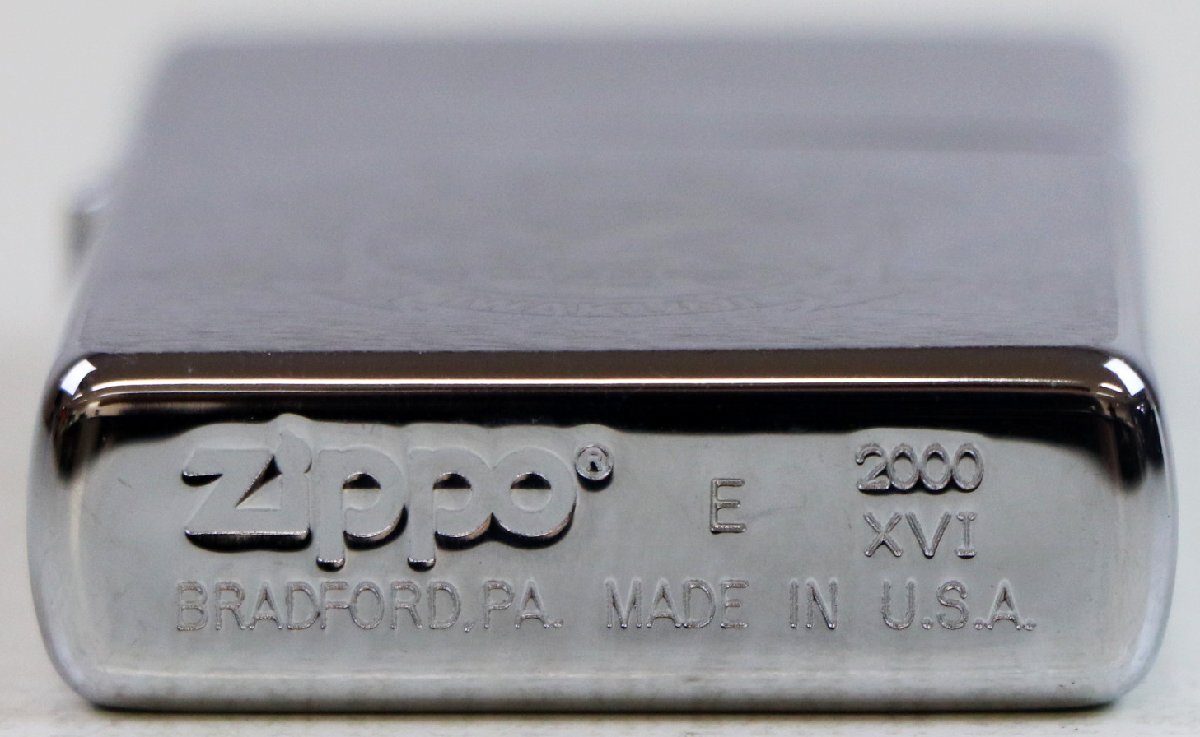 Zippo® E 2000
XVI
BRADFORD, PA. MADE IN U.S.A.